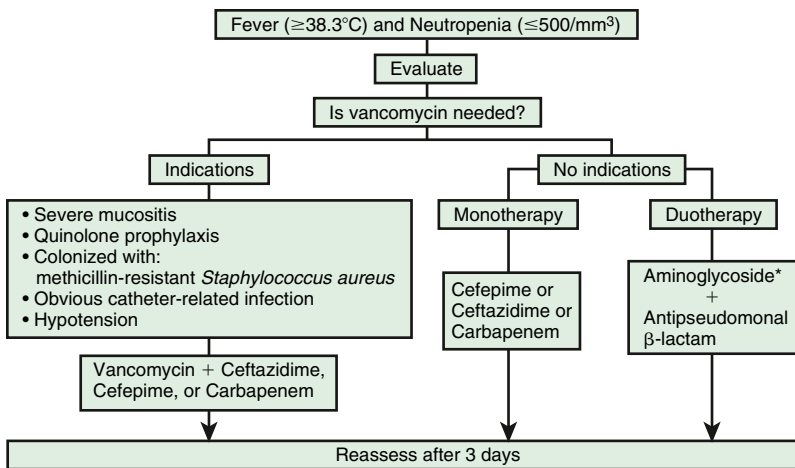 Fever (≥38.3°C) and Neutropenia (≤500/mm³)
Evaluate
Is vancomycin needed?
Indications
No indications
• Severe mucositis
• Quinolone prophylaxis
• Colonized with:
methicillin-resistant Staphylococcus aureus
• Obvious catheter-related infection
• Hypotension
Vancomycin + Ceftazidime,
Cefepime, or Carbapenem
Monotherapy
Cefepime or
Ceftazidime or
Carbapenem
Duotherapy
Aminoglycoside*
+
Antipseudomonal
β-lactam
Reassess after 3 days